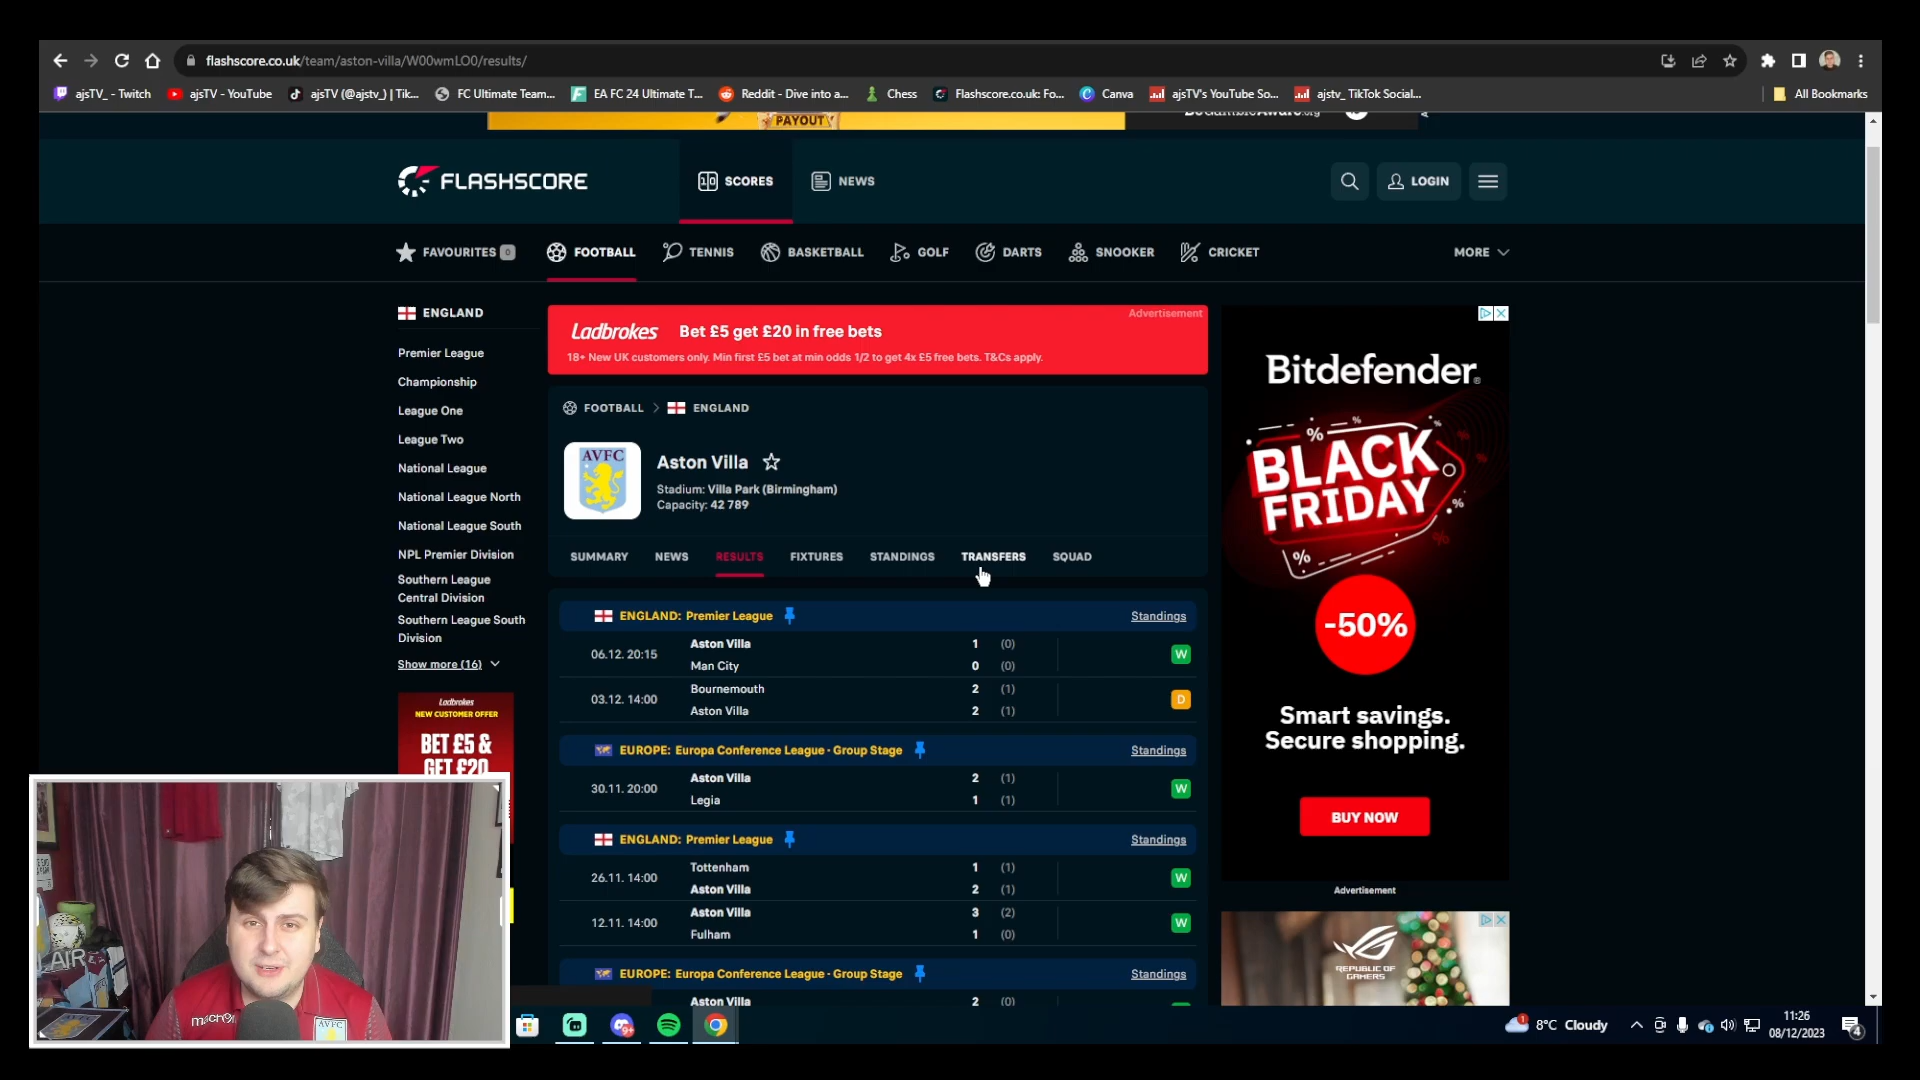 flashscore.co.uk/team/aston-villa/W00wmLO0/results/
ajsTV_ - Twitch
ajsTV - YouTube
ajsTV (@ajstv_) | Tik...
FC Ultimate Team...
EA FC 24 Ultimate T...
Reddit - Dive into a...
Chess
Flashscore.co.uk: Fo...
Canva
ajsTV's YouTube So...
ajstv_ TikTok Social...
All Bookmarks
PAYOUT
FLASHSCORE
SCORES
NEWS
LOGIN
FAVOURITES 0
FOOTBALL
TENNIS
BASKETBALL
GOLF
DARTS
SNOOKER
CRICKET
MORE
ENGLAND
Premier League
Championship
League One
League Two
National League
National League North
National League South
NPL Premier Division
Southern League
Central Division
Southern League South
Division
Show more (16)
Ladbrokes
NEW CUSTOMER OFFER
BET £5 &
GET £20
Advertisement
Ladbrokes Bet £5 get £20 in free bets
18+ New UK customers only. Min first £5 bet at min odds 1/2 to get 4x £5 free bets. T&Cs apply.
FOOTBALL > ENGLAND
AVFC
Aston Villa
Stadium: Villa Park (Birmingham)
Capacity: 42 789
SUMMARY NEWS RESULTS FIXTURES STANDINGS TRANSFERS SQUAD
ENGLAND: Premier League Standings
06.12. 20:15 Aston Villa 1 (0) W
Man City 0 (0)
03.12. 14:00 Bournemouth 2 (1) D
Aston Villa 2 (1)
EUROPE: Europa Conference League - Group Stage Standings
30.11. 20:00 Aston Villa 2 (1) W
Legia 1 (1)
ENGLAND: Premier League Standings
26.11. 14:00 Tottenham 1 (1) W
Aston Villa 2 (1)
12.11. 14:00 Aston Villa 3 (2) W
Fulham 1 (0)
EUROPE: Europa Conference League - Group Stage Standings
Aston Villa 2 (0)
Bitdefender
BLACK
FRIDAY
-50%
Smart savings.
Secure shopping.
BUY NOW
Advertisement
REPUBLIC OF
GAMERS
macron
AVFC
8°C Cloudy
11:26
08/12/2023
4